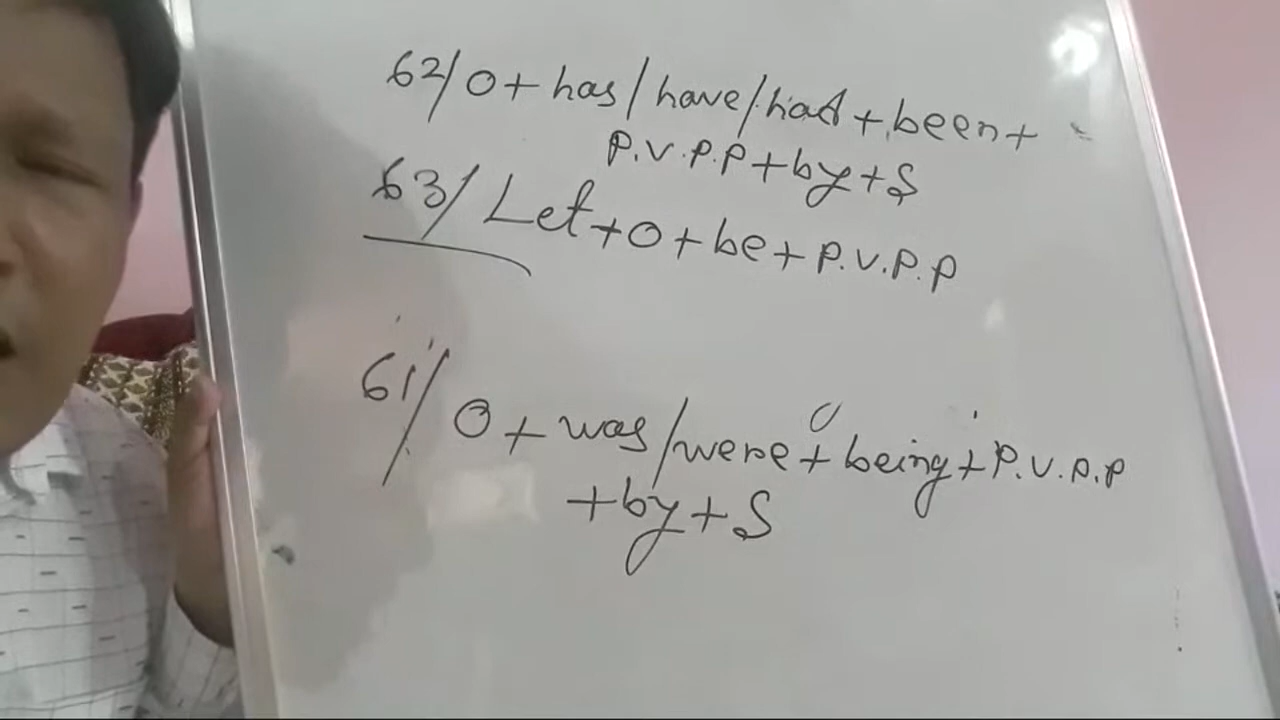 62/ O + has/have/had + been +
P.V.P.P + by + S
63/ Let + O + be + P.V.P.P
61/ O + was/were + being + P.V.P.P
+ by + S